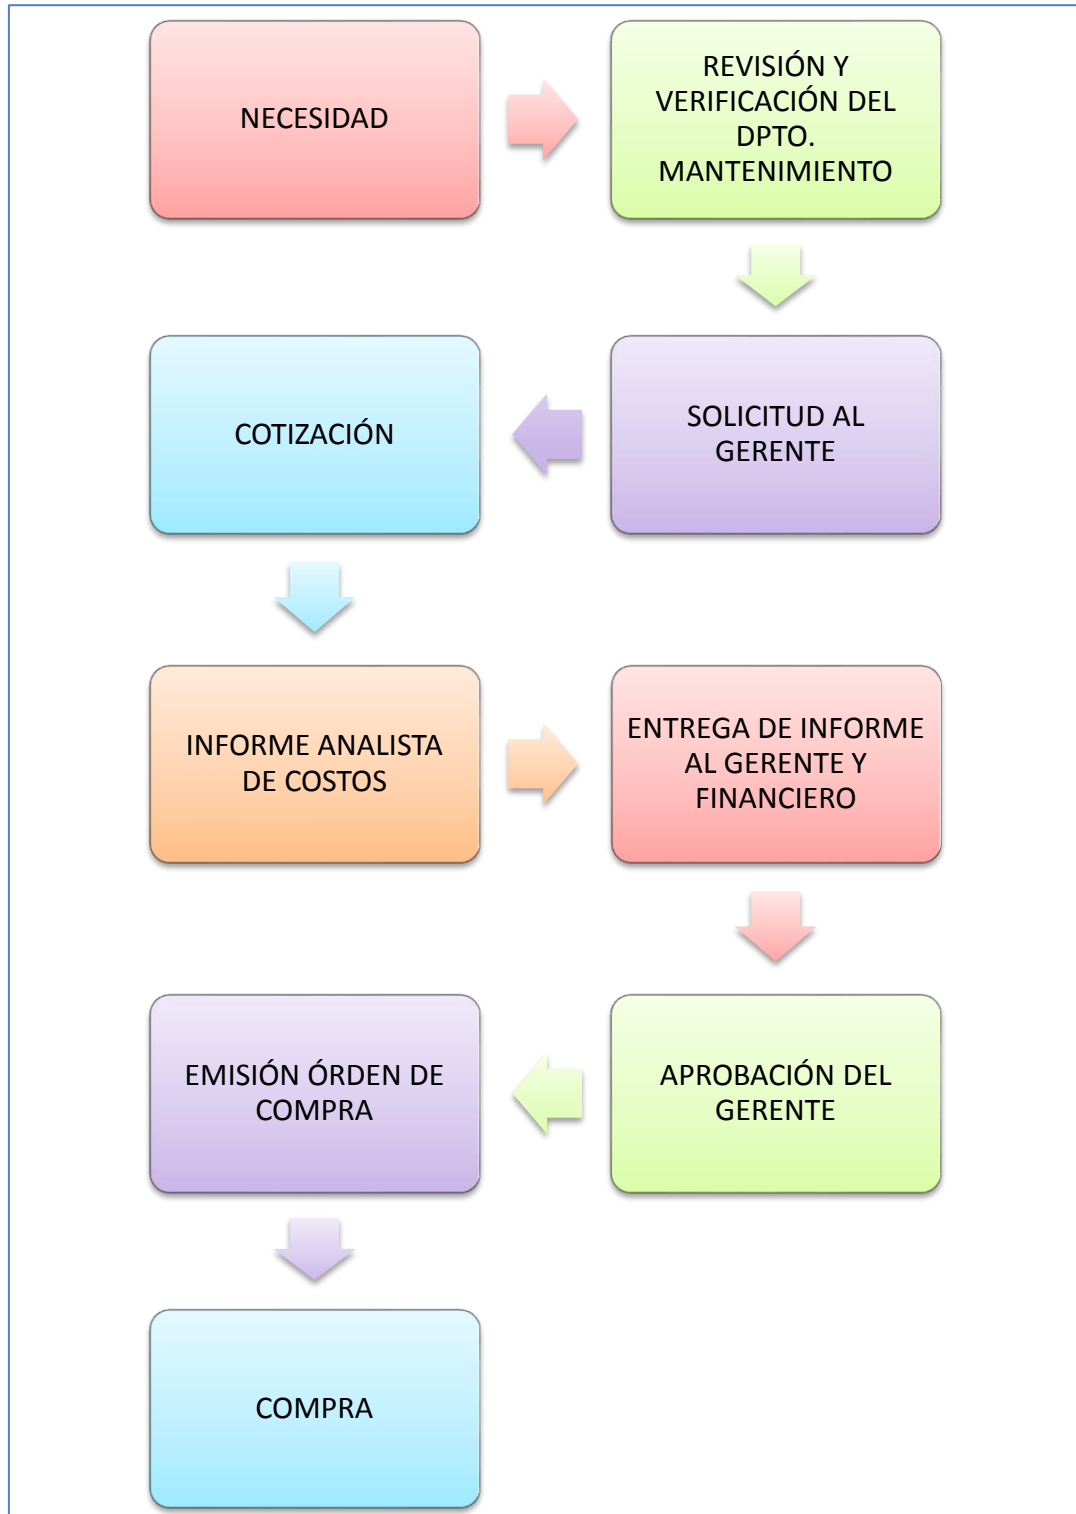 NECESIDAD
REVISIÓN Y
VERIFICACIÓN DEL
DPTO.
MANTENIMIENTO
SOLICITUD AL
GERENTE
COTIZACIÓN
INFORME ANALISTA
DE COSTOS
ENTREGA DE INFORME
AL GERENTE Y
FINANCIERO
APROBACIÓN DEL
GERENTE
EMISIÓN ÓRDEN DE
COMPRA
COMPRA